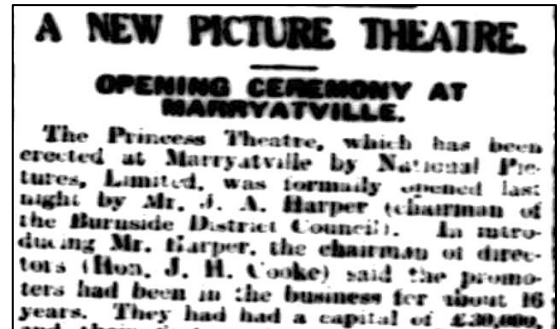 A NEW PICTURE THEATRE.
OPENING CEREMONY AT
MARRYATVILLE.
The Princess Theatre, which has been
erected at Marryatville by National Pic-
tures, Limited, was formally opened last
night by Mr. J. A. Harper (chairman of
the Burnside District Council). In intro-
ducing Mr. Harper, the chairman of direc-
tors (Hon. J. H. Cooke) said the promo-
ters had been in the business for about 16
years. They had had a capital of £30,000,